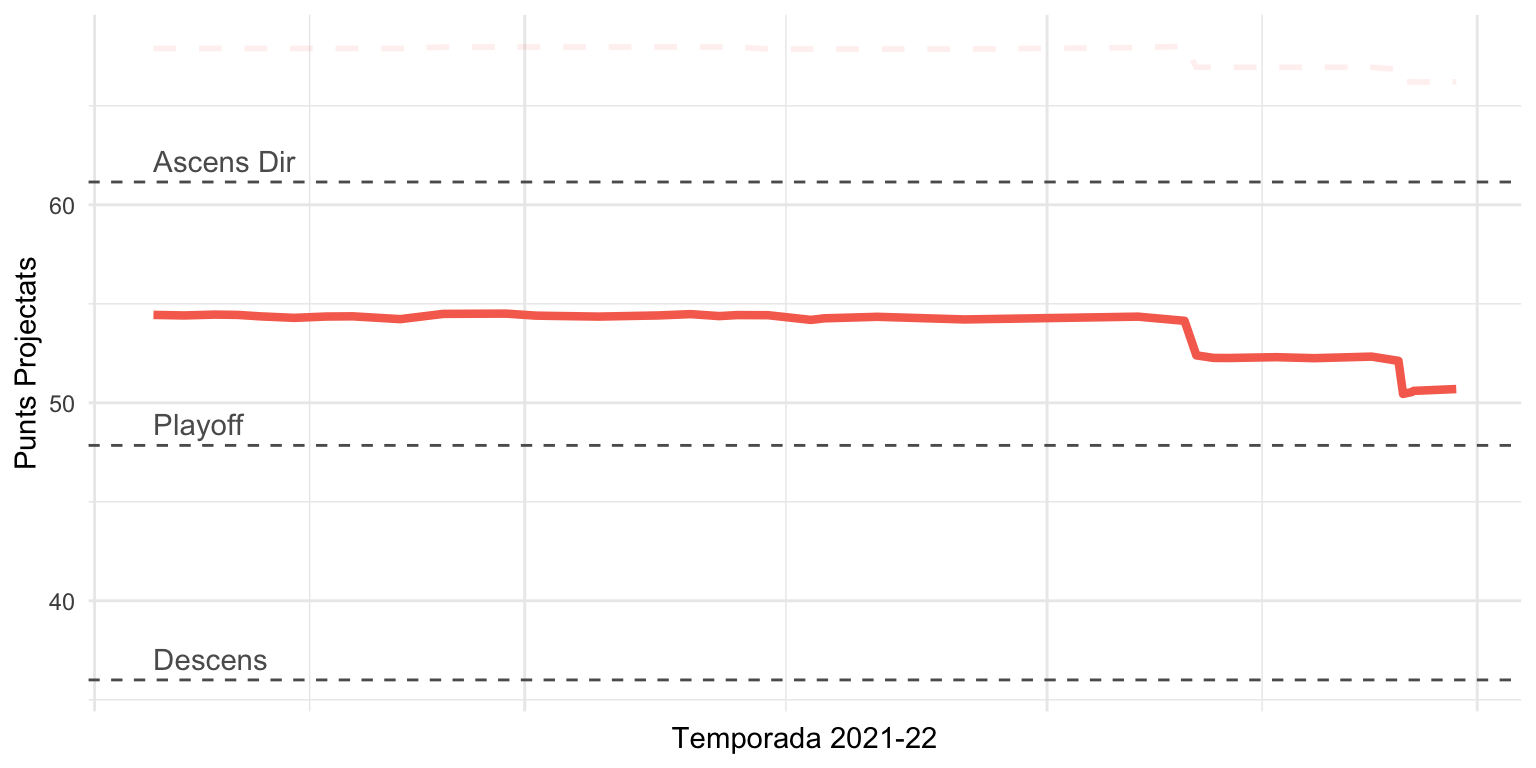 Ascens Dir
60
Punts Projectats
50
Playoff
40
Descens
Temporada 2021-22